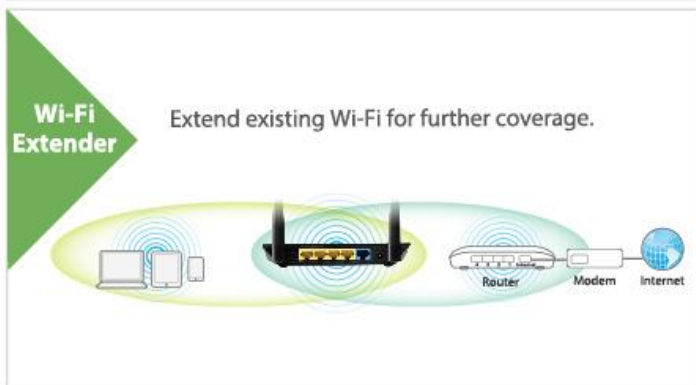 Wi-Fi
Extender
Extend existing Wi-Fi for further coverage.
Router
Modem
Internet